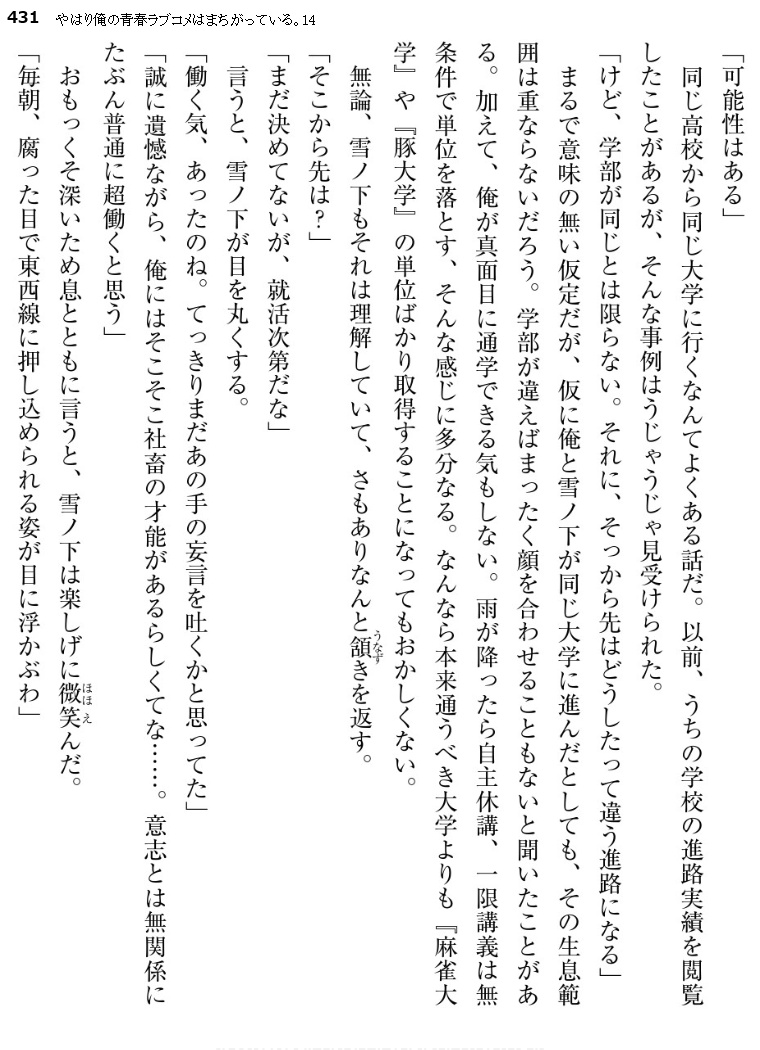 431 やはり俺の青春ラブコメはまちがっている。14
「可能性はある」
同じ高校から同じ大学に行くなんてよくある話だ。以前、うちの学校の進路実績を閲覧
したことがあるが、そんな事例はうじゃうじゃ見受けられた。
「けど、学部が同じとは限らない。それに、そっから先はどうしたって違う進路になる」
まるで意味の無い仮定だが、仮に俺と雪ノ下が同じ大学に進んだとしても、その生息範
囲は重ならないだろう。学部が違えばまったく顔を合わせることもないと聞いたことがあ
る。加えて、俺が真面目に通学できる気もしない。雨が降ったら自主休講、一限講義は無
条件で単位を落とす、そんな感じに多分なる。なんなら本来通うべき大学よりも『麻雀大
学』や『豚大学』の単位ばかり取得することになってもおかしくない。
無論、雪ノ下もそれは理解していて、さもありなんと頷きを返す。
うなず
「そこから先は?」
「まだ決めてないが、就活次第だな」
言うと、雪ノ下が目を丸くする。
「働く気、あったのね。てっきりまだあの手の妄言を吐くかと思ってた」
「誠に遺憾ながら、俺にはそこそこ社畜の才能があるらしくてな……。意志とは無関係に
たぶん普通に超働くと思う」
おもっくそ深いため息とともに言うと、雪ノ下は楽しげに微笑んだ。
ほほえ
「毎朝、腐った目で東西線に押し込められる姿が目に浮かぶわ」